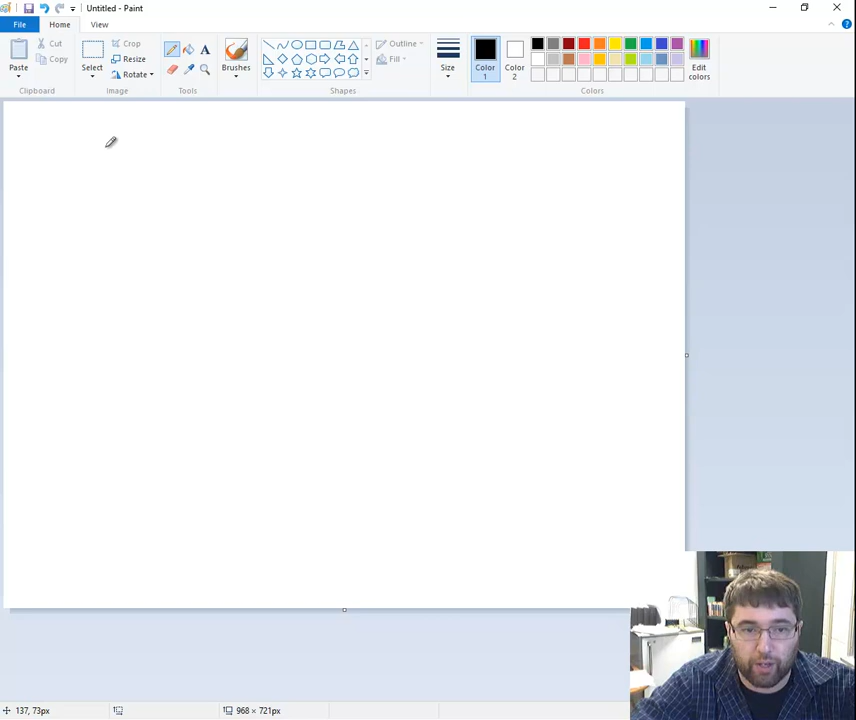 Untitled - Paint
File Home View
Paste
Cut
Copy
Clipboard
Select
Crop
Resize
Rotate
Image
A
Tools
Brushes
Outline
Fill
Shapes
Size
Color 1
Color 2
Edit colors
Colors
137, 73px
968 × 721px